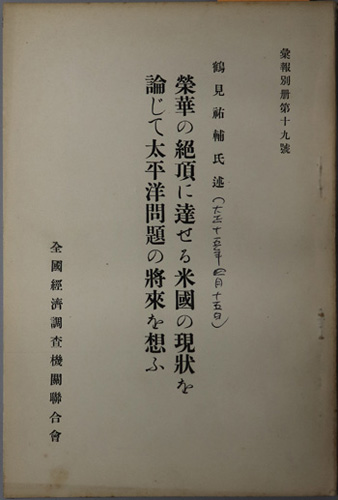 彙報別册第十九號
鶴見祐輔氏述(大正十五年四月十五日)
榮華の絕頂に達せる米國の現狀を
論じて太平洋問題の將來を想ふ
全國經濟調查機關聯合會